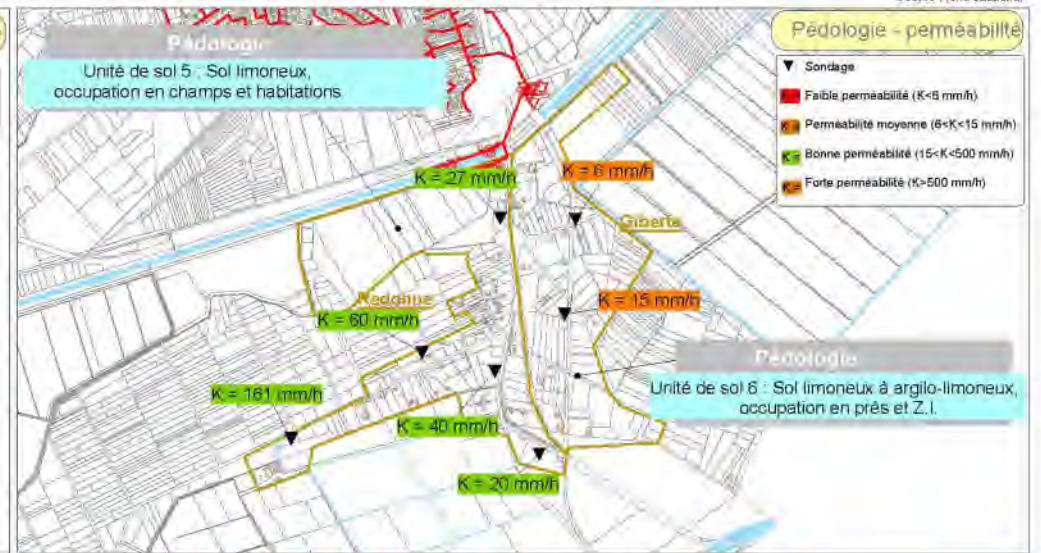 Pédologie
Unité de sol 5 : Sol limoneux,
occupation en champs et habitations
Pédologie - perméabilité
Sondage
K = Faible perméabilité (K<6 mm/h)
K = Perméabilité moyenne (6<K<15 mm/h)
K = Bonne perméabilité (15<K<500 mm/h)
K = Forte perméabilité (K>500 mm/h)
K = 27 mm/h
K = 6 mm/h
Giberte
Redonne
K = 60 mm/h
K = 15 mm/h
Pédologie
Unité de sol 6 : Sol limoneux à argilo-limoneux,
occupation en prés et Z.I.
K = 161 mm/h
K = 40 mm/h
K = 20 mm/h